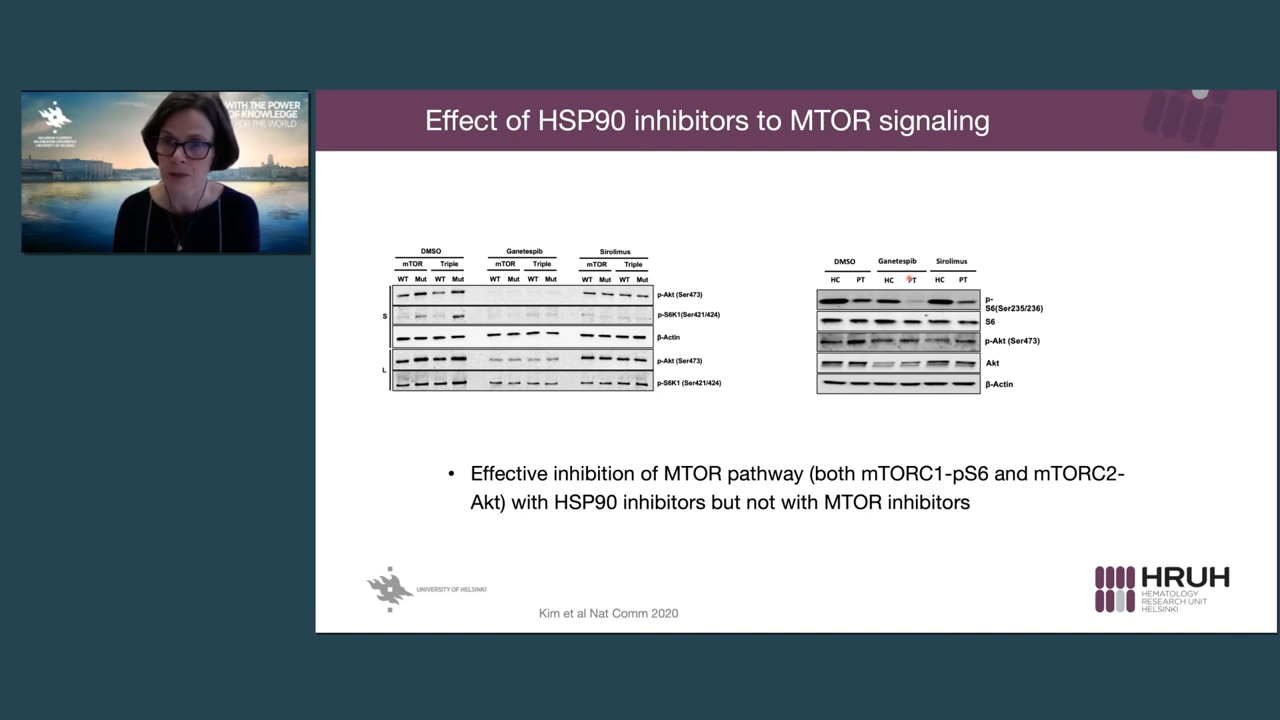 WITH THE POWER
OF KNOWLEDGE
FOR THE WORLD
Effect of HSP90 inhibitors to MTOR signaling
DMSO Ganetespib Sirolimus
mTOR Triple mTOR Triple mTOR Triple
WT Mut WT Mut WT Mut WT Mut WT Mut WT Mut
S
p-Akt (Ser473)
p-S6K1(Ser421/424)
β-Actin
L
p-Akt (Ser473)
p-S6K1 (Ser421/424)
DMSO Ganetespib Sirolimus
HC PT HC PT HC PT
p-
S6(Ser235/236)
S6
p-Akt (Ser473)
Akt
β-Actin
• Effective inhibition of MTOR pathway (both mTORC1-pS6 and mTORC2-
Akt) with HSP90 inhibitors but not with MTOR inhibitors
UNIVERSITY OF HELSINKI
Kim et al Nat Comm 2020
HRUH
HEMATOLOGY
RESEARCH UNIT
HELSINKI